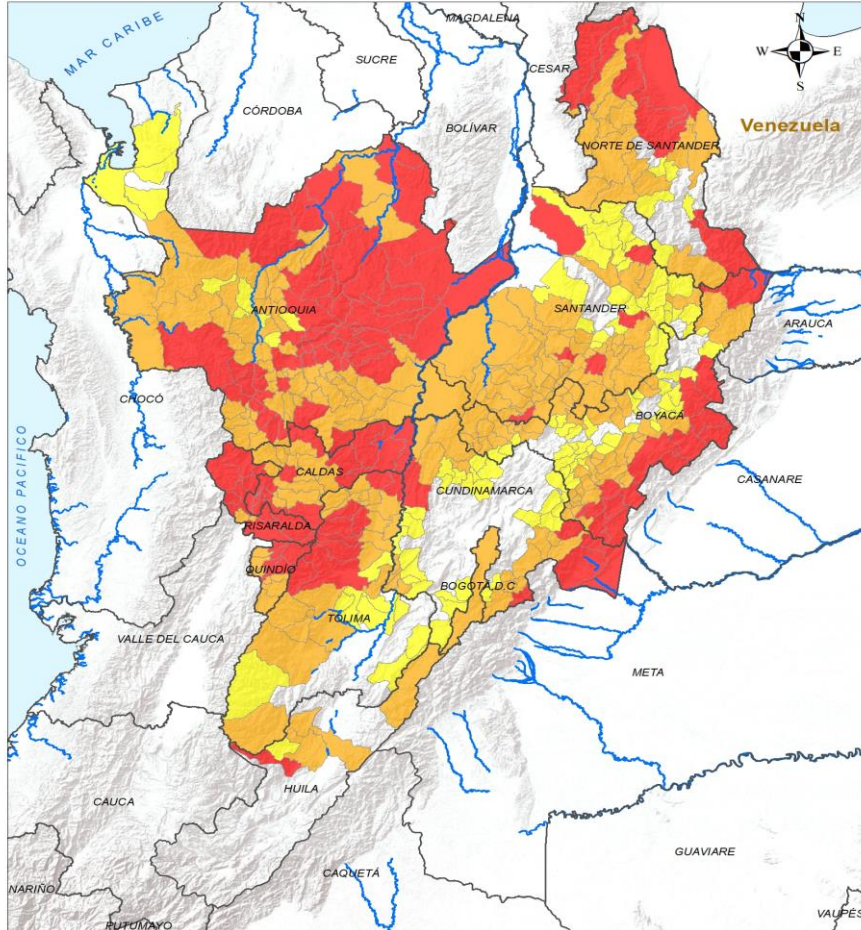 MAGDALENA
N
MAR CARIBE
SUCRE
CESAR
W E
S
CÓRDOBA
BOLÍVAR
Venezuela
NORTE DE SANTANDER
ANTIOQUIA
SANTANDER
ARAUCA
CHOCÓ
BOYACÁ
OCEANO PACIFICO
CALDAS
CUNDINAMARCA
CASANARE
RISARALDA
QUINDÍO
BOGOTÁ,D.C
TOLIMA
VALLE DEL CAUCA
META
HUILA
CAUCA
GUAVIARE
CAQUETÁ
NARIÑO
PUTUMAYO
VAUPÉS